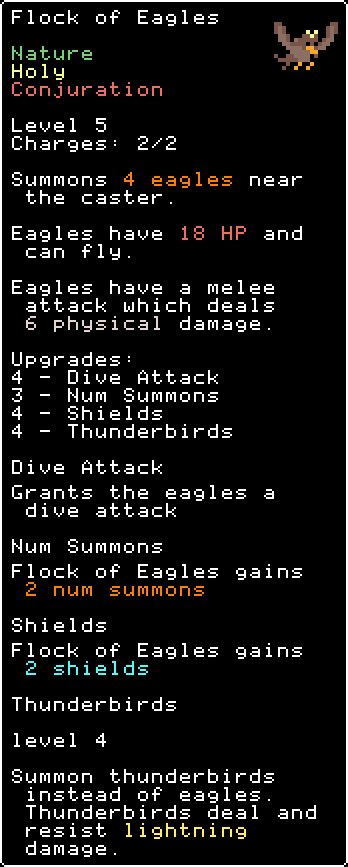 Flock of Eagles
Nature
Holy
Conjuration
Level 5
Charges: 2/2
Summons 4 eagles near
the caster.
Eagles have 18 HP and
can fly.
Eagles have a melee
attack which deals
6 physical damage.
Upgrades:
4 - Dive Attack
3 - Num Summons
4 - Shields
4 - Thunderbirds
Dive Attack
Grants the eagles a
dive attack
Num Summons
Flock of Eagles gains
2 num summons
Shields
Flock of Eagles gains
2 shields
Thunderbirds
level 4
Summon thunderbirds
instead of eagles.
Thunderbirds deal and
resist lightning
damage.